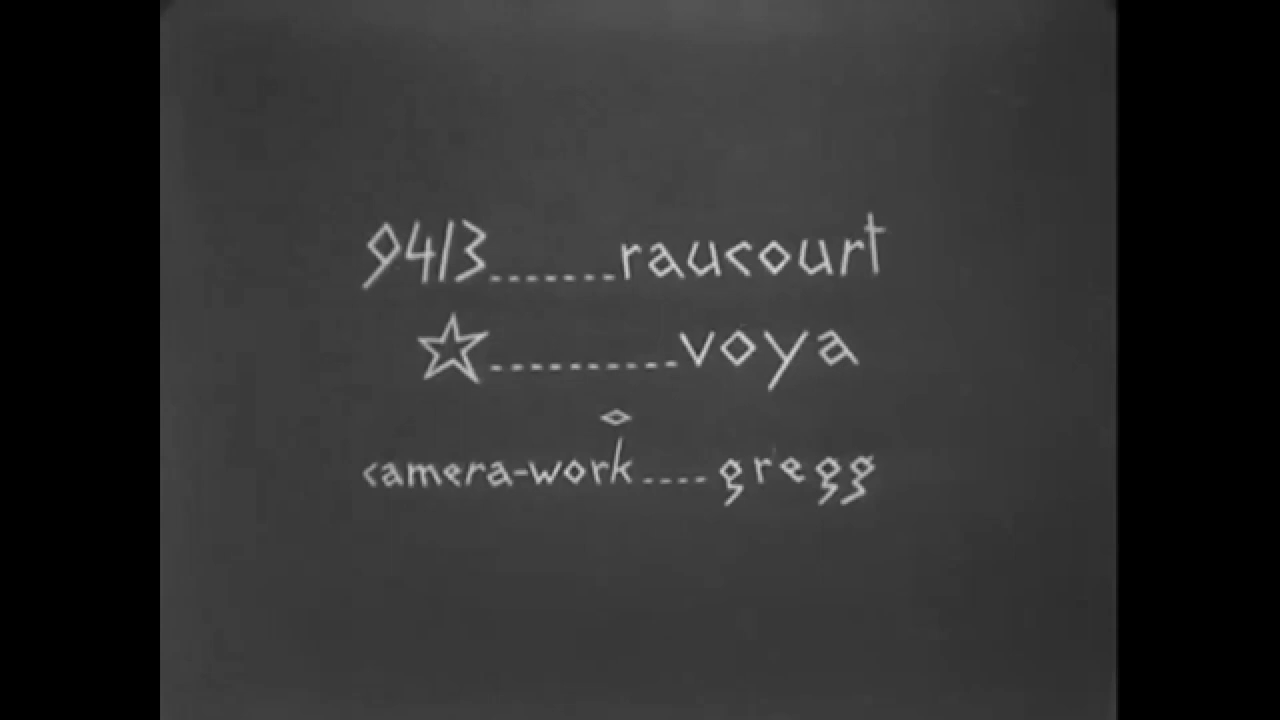 9413.......raucourt
☆..........voya
camera-work....gregg